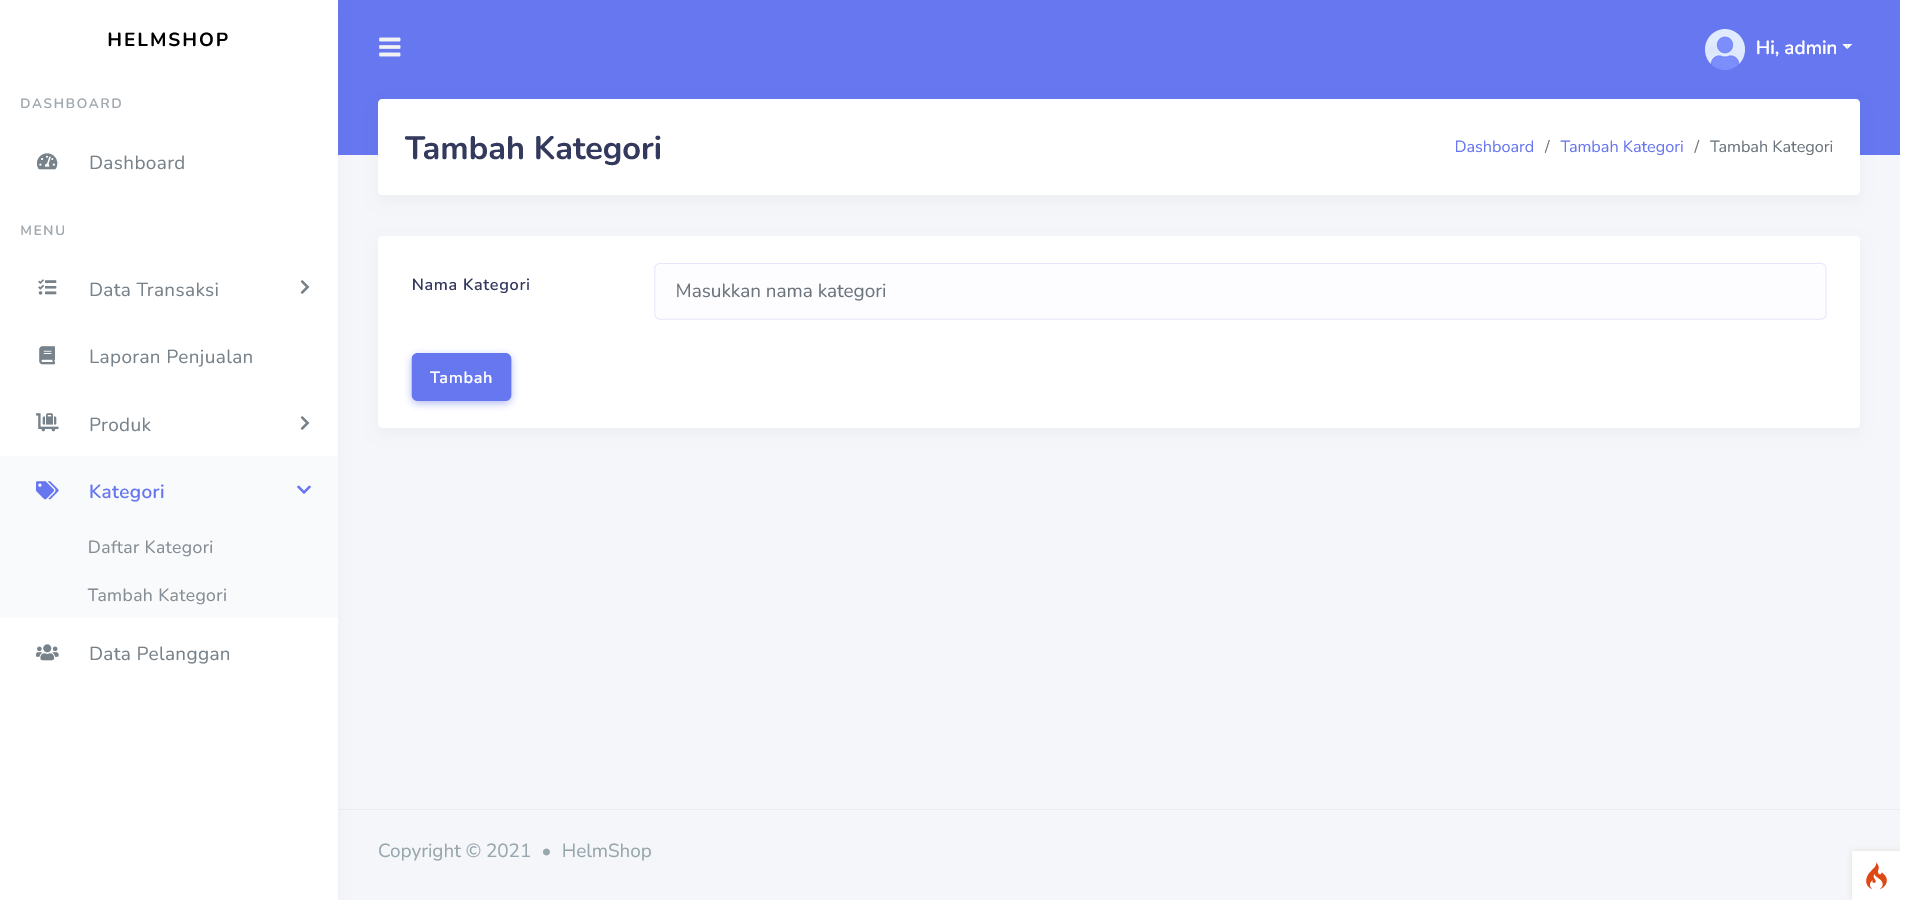 HELMSHOP
DASHBOARD
Dashboard
MENU
Data Transaksi
Laporan Penjualan
Produk
Kategori
Daftar Kategori
Tambah Kategori
Data Pelanggan
Hi, admin
Tambah Kategori
Dashboard / Tambah Kategori / Tambah Kategori
Nama Kategori
Masukkan nama kategori
Tambah
Copyright © 2021 • HelmShop